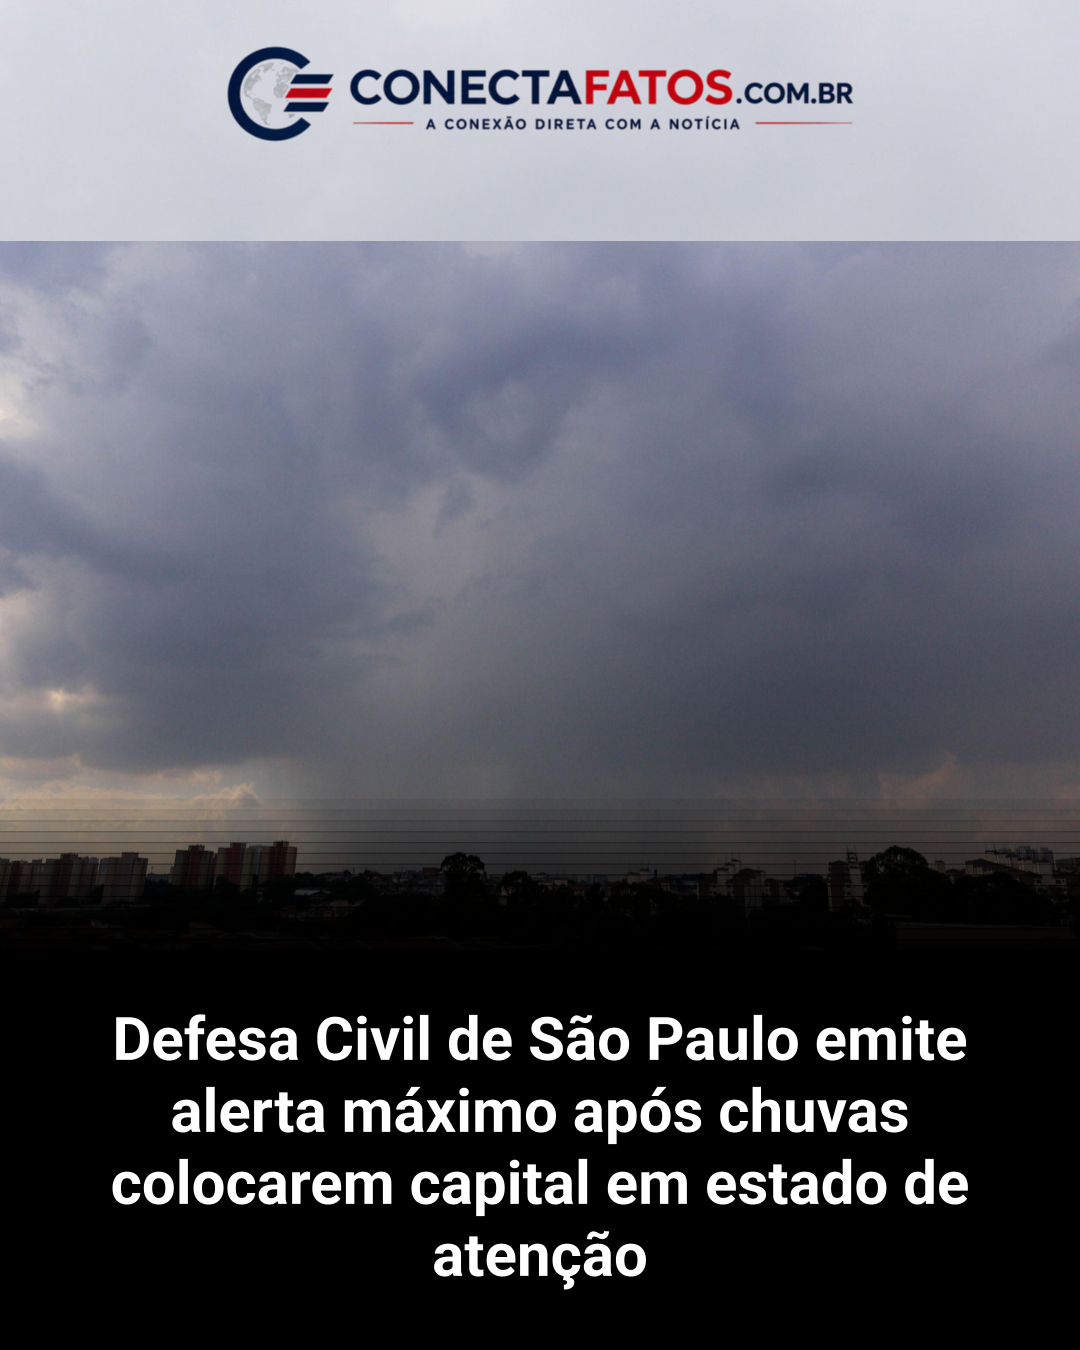 CONECTAFATOS.COM.BR
A CONEXÃO DIRETA COM A NOTÍCIA
Defesa Civil de São Paulo emite
alerta máximo após chuvas
colocarem capital em estado de
atenção